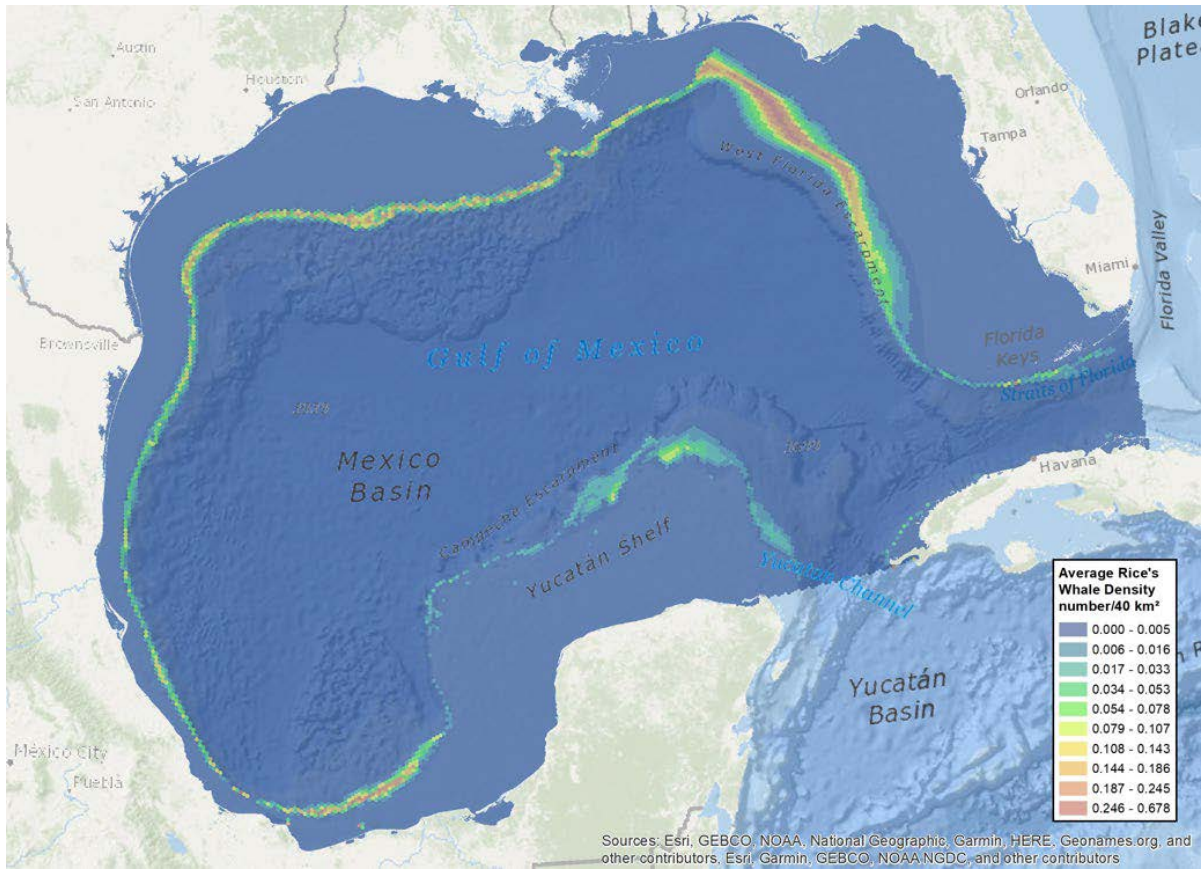 Blake
Plate
Austin
Houston
San Antonio
Orlando
Tampa
West Florida Escarpment
Florida Valley
Miami
Brownsville
Gulf of Mexico
Florida
Keys
Straits of Florida
Mexico
Basin
Havana
Campeche Escarpment
Yucatán Shelf
Yucatan Channel
Yucatán
Basin
México City
Puebla
Average Rice's
Whale Density
number/40 km²
0.000 - 0.005
0.006 - 0.016
0.017 - 0.033
0.034 - 0.053
0.054 - 0.078
0.079 - 0.107
0.108 - 0.143
0.144 - 0.186
0.187 - 0.245
0.246 - 0.678
Sources: Esri, GEBCO, NOAA, National Geographic, Garmin, HERE, Geonames.org, and
other contributors, Esri, Garmin, GEBCO, NOAA NGDC, and other contributors